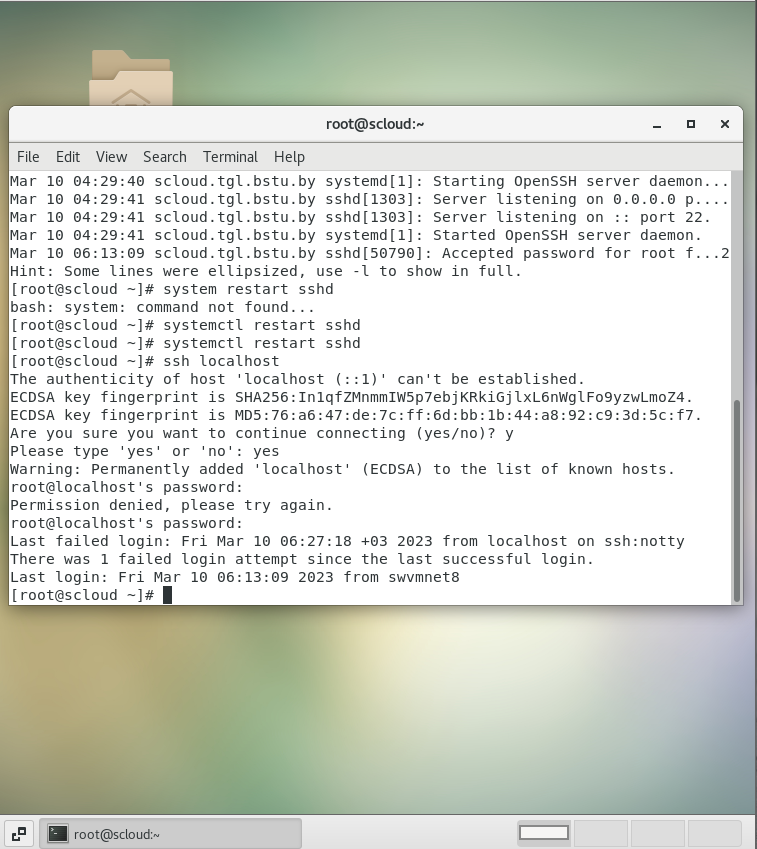 root@scloud:~
File Edit View Search Terminal Help
Mar 10 04:29:40 scloud.tgl.bstu.by systemd[1]: Starting OpenSSH server daemon...
Mar 10 04:29:41 scloud.tgl.bstu.by sshd[1303]: Server listening on 0.0.0.0 p....
Mar 10 04:29:41 scloud.tgl.bstu.by sshd[1303]: Server listening on :: port 22.
Mar 10 04:29:41 scloud.tgl.bstu.by systemd[1]: Started OpenSSH server daemon.
Mar 10 06:13:09 scloud.tgl.bstu.by sshd[50790]: Accepted password for root f...2
Hint: Some lines were ellipsized, use -l to show in full.
[root@scloud ~]# system restart sshd
bash: system: command not found...
[root@scloud ~]# systemctl restart sshd
[root@scloud ~]# systemctl restart sshd
[root@scloud ~]# ssh localhost
The authenticity of host 'localhost (::1)' can't be established.
ECDSA key fingerprint is SHA256:In1qfZMnmmIW5p7ebjKRkiGjlxL6nWglFo9yzwLmoZ4.
ECDSA key fingerprint is MD5:76:a6:47:de:7c:ff:6d:bb:1b:44:a8:92:c9:3d:5c:f7.
Are you sure you want to continue connecting (yes/no)? y
Please type 'yes' or 'no': yes
Warning: Permanently added 'localhost' (ECDSA) to the list of known hosts.
root@localhost's password:
Permission denied, please try again.
root@localhost's password:
Last failed login: Fri Mar 10 06:27:18 +03 2023 from localhost on ssh:notty
There was 1 failed login attempt since the last successful login.
Last login: Fri Mar 10 06:13:09 2023 from swvmnet8
[root@scloud ~]#
root@scloud:~